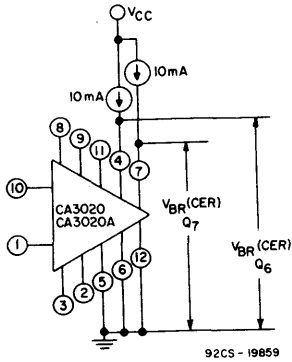 VCC
10mA
10mA
8
9
11
4
7
10
CA3020
CA3020A
1
3
2
5
6
12
VBR(CER)
Q7
VBR(CER)
Q6
92CS-19859